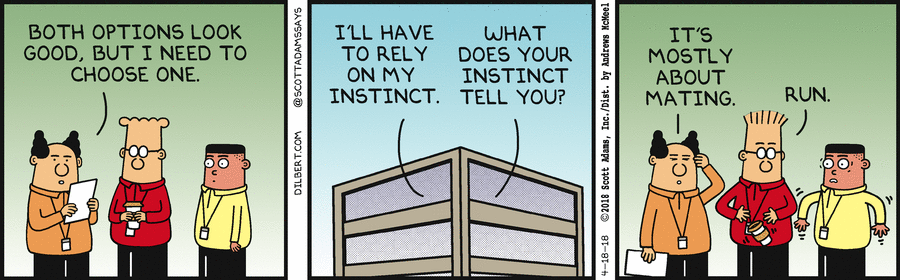 BOTH OPTIONS LOOK
GOOD, BUT I NEED TO
CHOOSE ONE.
DILBERT.COM
@SCOTTADAMSSAYS
I'LL HAVE
TO RELY
ON MY
INSTINCT.
WHAT
DOES YOUR
INSTINCT
TELL YOU?
4-18-18 ©2018 Scott Adams, Inc./Dist. by Andrews McMeel
IT'S
MOSTLY
ABOUT
MATING.
RUN.